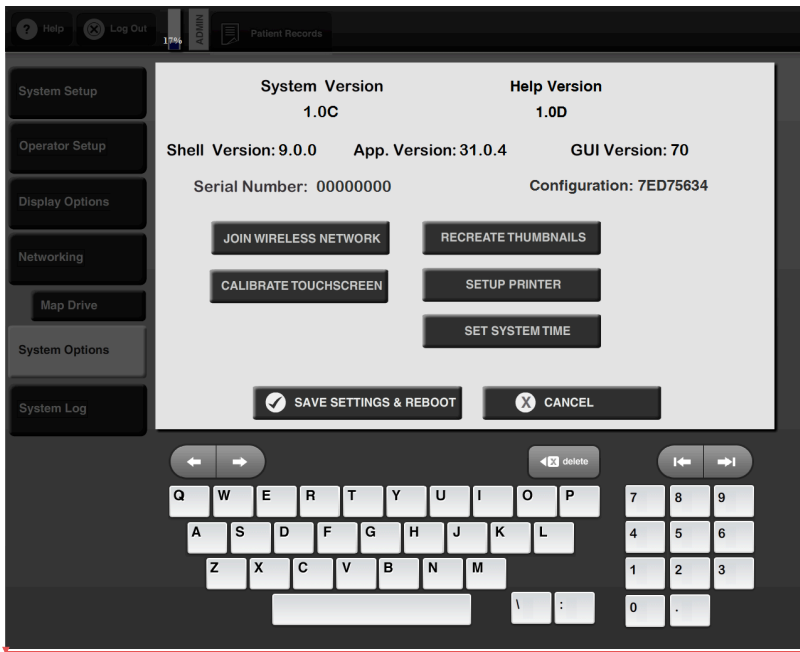 ? Help X Log Out 17% ADMIN Patient Records
System Setup
Operator Setup
Display Options
Networking
Map Drive
System Options
System Log
System Version
1.0C
Help Version
1.0D
Shell Version: 9.0.0 App. Version: 31.0.4 GUI Version: 70
Serial Number: 00000000 Configuration: 7ED75634
JOIN WIRELESS NETWORK RECREATE THUMBNAILS
CALIBRATE TOUCHSCREEN SETUP PRINTER
SET SYSTEM TIME
SAVE SETTINGS & REBOOT X CANCEL
X delete
Q W E R T Y U I O P 7 8 9
A S D F G H J K L 4 5 6
Z X C V B N M 1 2 3
\ : 0 .